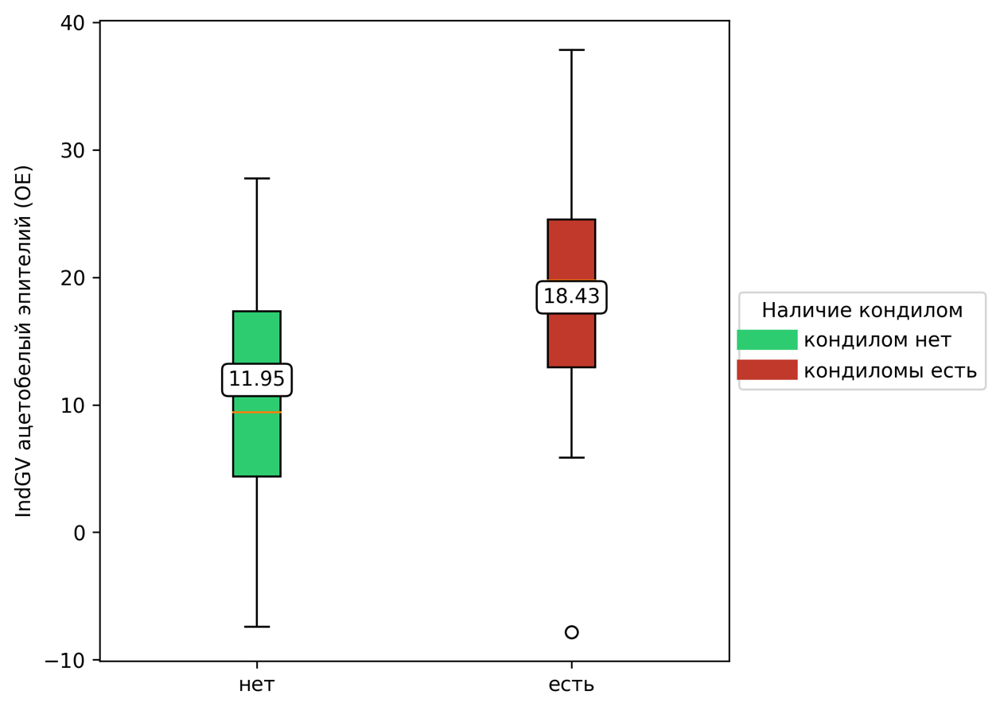 40
30
20
10
0
−10
IndGV ацетобелый эпителий (ОЕ)
11.95
18.43
нет
есть
Наличие кондилом
кондилом нет
кондиломы есть